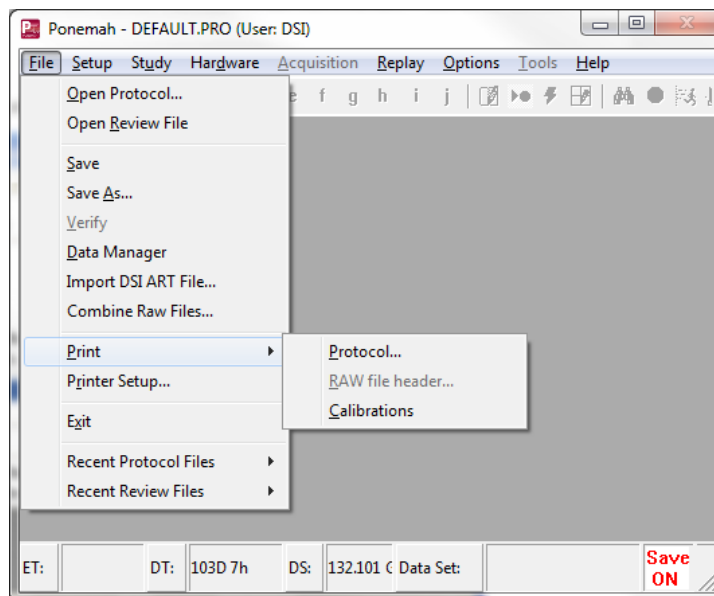 Ponemah - DEFAULT.PRO (User: DSI)
File Setup Study Hardware Acquisition Replay Options Tools Help
e f g h i j
Open Protocol...
Open Review File
Save
Save As...
Verify
Data Manager
Import DSI ART File...
Combine Raw Files...
Print
Protocol...
Printer Setup...
RAW file header...
Calibrations
Exit
Recent Protocol Files
Recent Review Files
ET: DT: 103D 7h DS: 132.101 G Data Set: Save ON